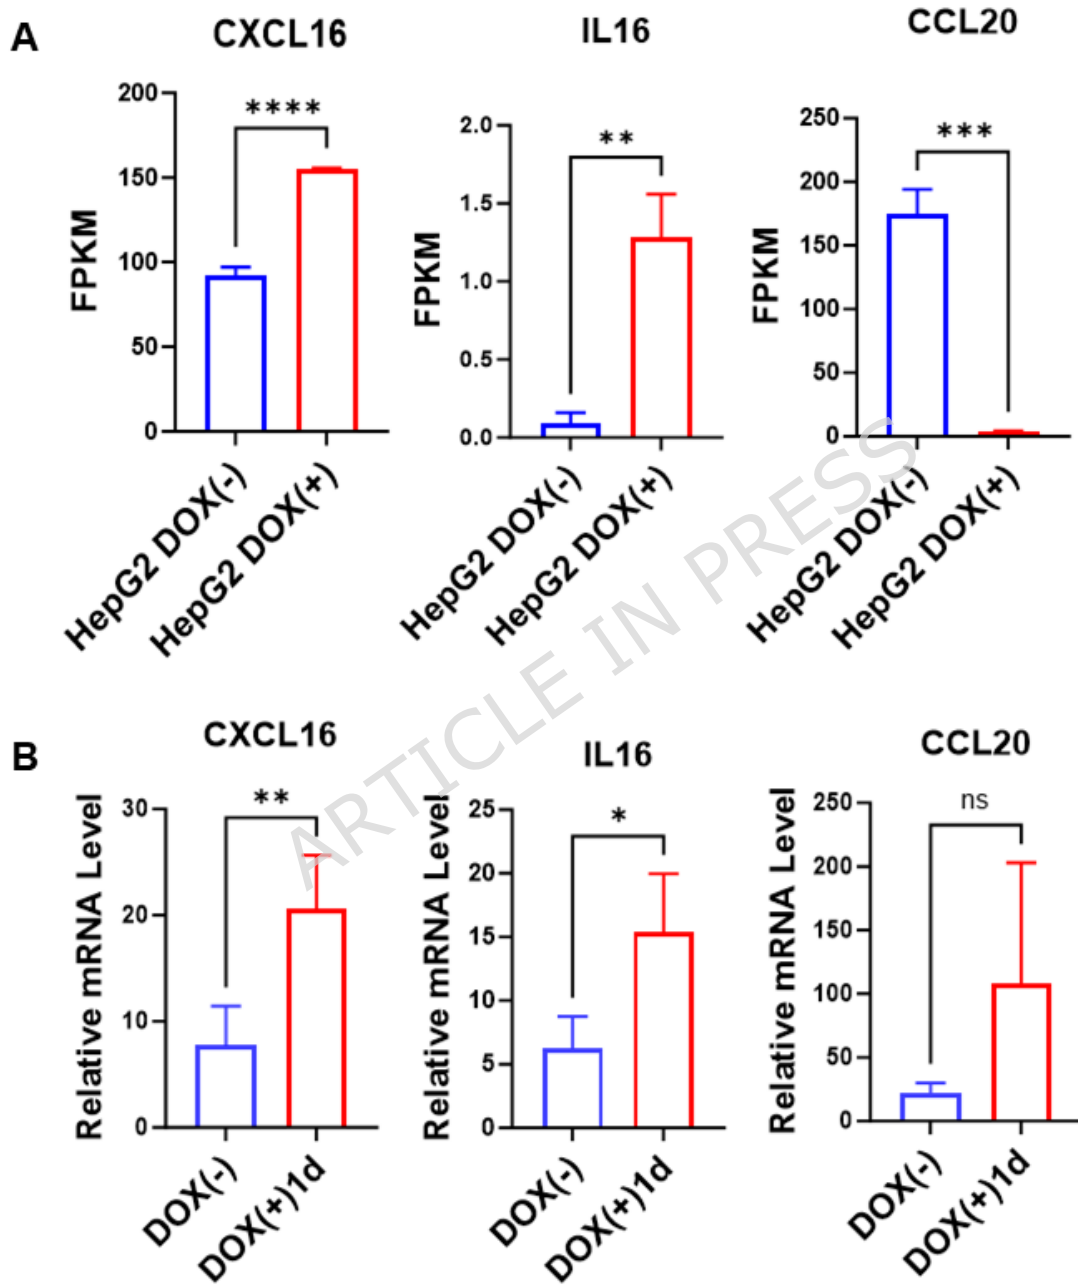 A
CXCL16
IL16
CCL20
FPKM
200
150
100
50
0
****
HepG2 DOX(-)
HepG2 DOX(+)
FPKM
2.0
1.5
1.0
0.5
0.0
**
HepG2 DOX(-)
HepG2 DOX(+)
FPKM
250
200
150
100
50
0
***
HepG2 DOX(-)
HepG2 DOX(+)
ARTICLE IN PRESS
B
CXCL16
IL16
CCL20
Relative mRNA Level
30
20
10
0
**
DOX(-)
DOX(+)1d
Relative mRNA Level
25
20
15
10
5
0
*
DOX(-)
DOX(+)1d
Relative mRNA Level
250
200
150
100
50
0
ns
DOX(-)
DOX(+)1d